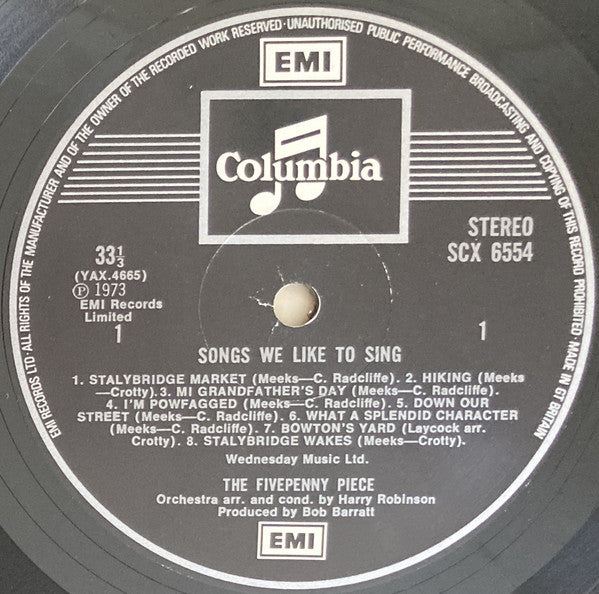 EMI RECORDS LTD·ALL RIGHTS OF THE MANUFACTURER AND OF THE OWNER OF THE RECORDED WORK RESERVED·UNAUTHORISED PUBLIC PERFORMANCE BROADCASTING AND COPYING OF THIS RECORD PROHIBITED·MADE IN GT BRITAIN
EMI
Columbia
STEREO
SCX 6554
33⅓
(YAX.4665)
Ⓟ 1973
EMI Records
Limited
1
1
SONGS WE LIKE TO SING
1. STALYBRIDGE MARKET (Meeks—C. Radcliffe). 2. HIKING (Meeks
—Crotty).3. MI GRANDFATHER'S DAY (Meeks—C. Radcliffe).
4. I'M POWFAGGED (Meeks—C. Radcliffe). 5. DOWN OUR
STREET (Meeks—C. Radcliffe). 6. WHAT A SPLENDID CHARACTER
(Meeks—C. Radcliffe). 7. BOWTON'S YARD (Laycock arr.
Crotty). 8. STALYBRIDGE WAKES (Meeks—Crotty).
Wednesday Music Ltd.
THE FIVEPENNY PIECE
Orchestra arr. and cond. by Harry Robinson
Produced by Bob Barratt
EMI